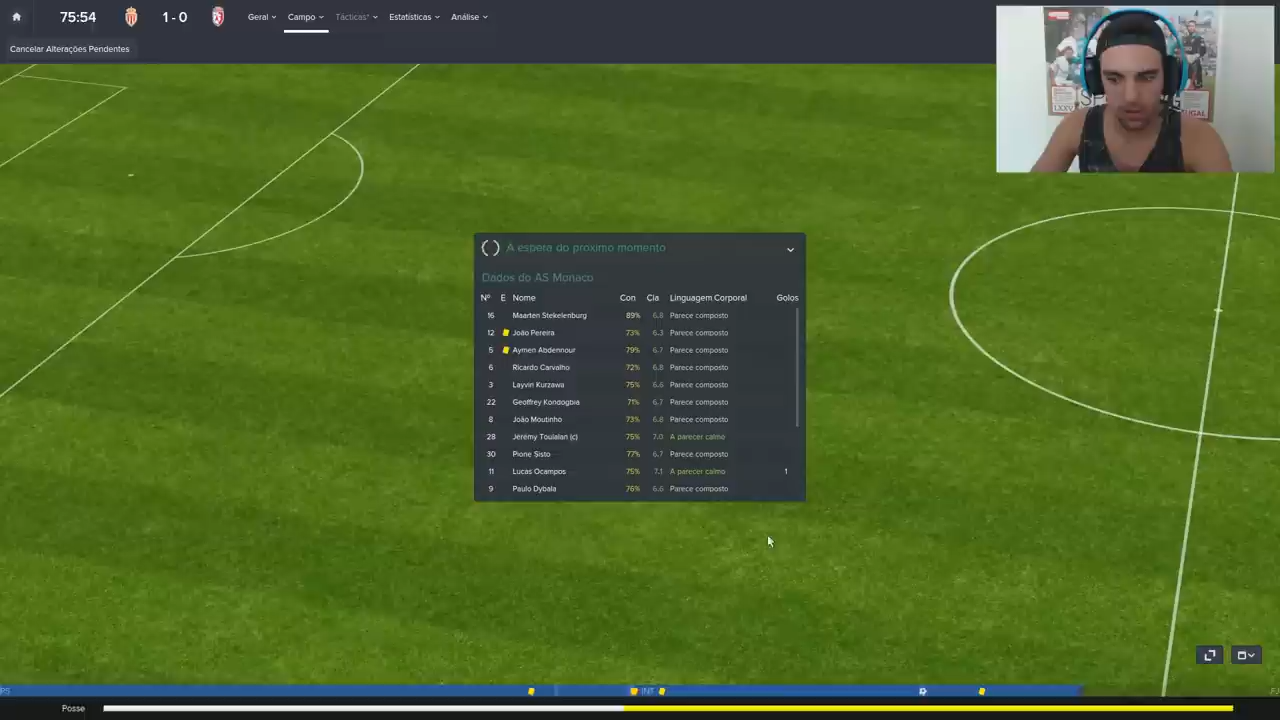 75:54 1 - 0 Geral Campo Tácticas* Estatísticas Análise
Cancelar Alterações Pendentes
LXXV
À espera do próximo momento
Dados do AS Monaco
Nº E Nome Con Cla Linguagem Corporal Golos
16 Maarten Stekelenburg 89% 6.8 Parece composto
12 João Pereira 73% 6.3 Parece composto
5 Aymen Abdennour 79% 6.7 Parece composto
6 Ricardo Carvalho 72% 6.8 Parece composto
3 Layvin Kurzawa 75% 6.6 Parece composto
22 Geoffrey Kondogbia 71% 6.7 Parece composto
8 João Moutinho 73% 6.8 Parece composto
28 Jérémy Toulalan (c) 75% 7.0 A parecer calmo
30 Pione Sisto 77% 6.7 Parece composto
11 Lucas Ocampos 75% 7.1 A parecer calmo 1
9 Paulo Dybala 76% 6.6 Parece composto
INT
Posse